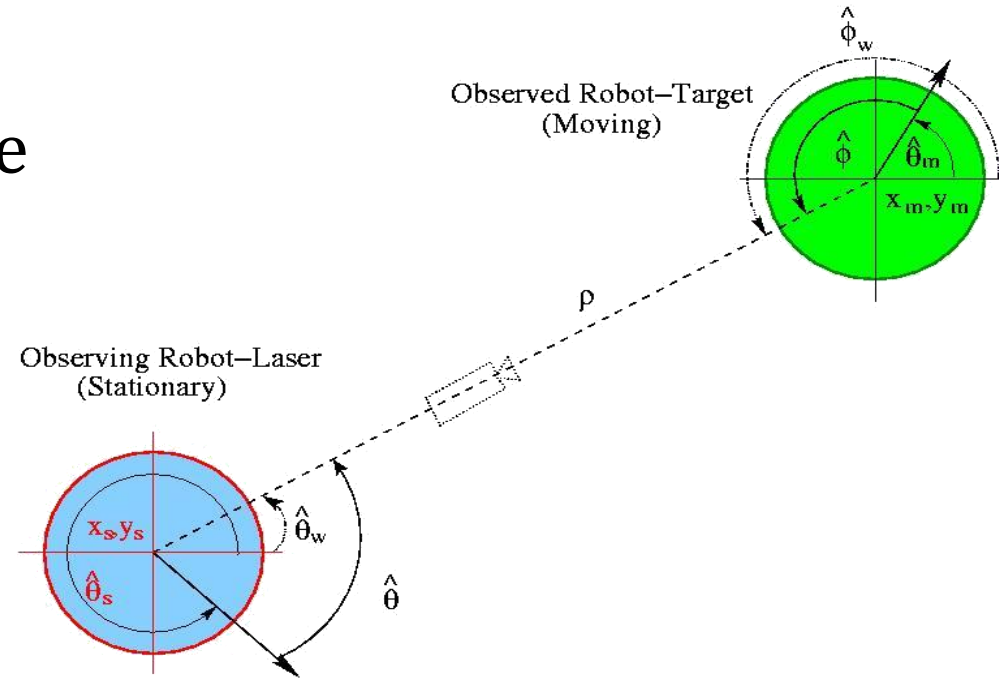 e
Observed Robot–Target
(Moving)
ϕ̂w
ϕ̂
θ̂m
xm,ym
ρ
Observing Robot–Laser
(Stationary)
xs,ys
θ̂s
θ̂w
θ̂